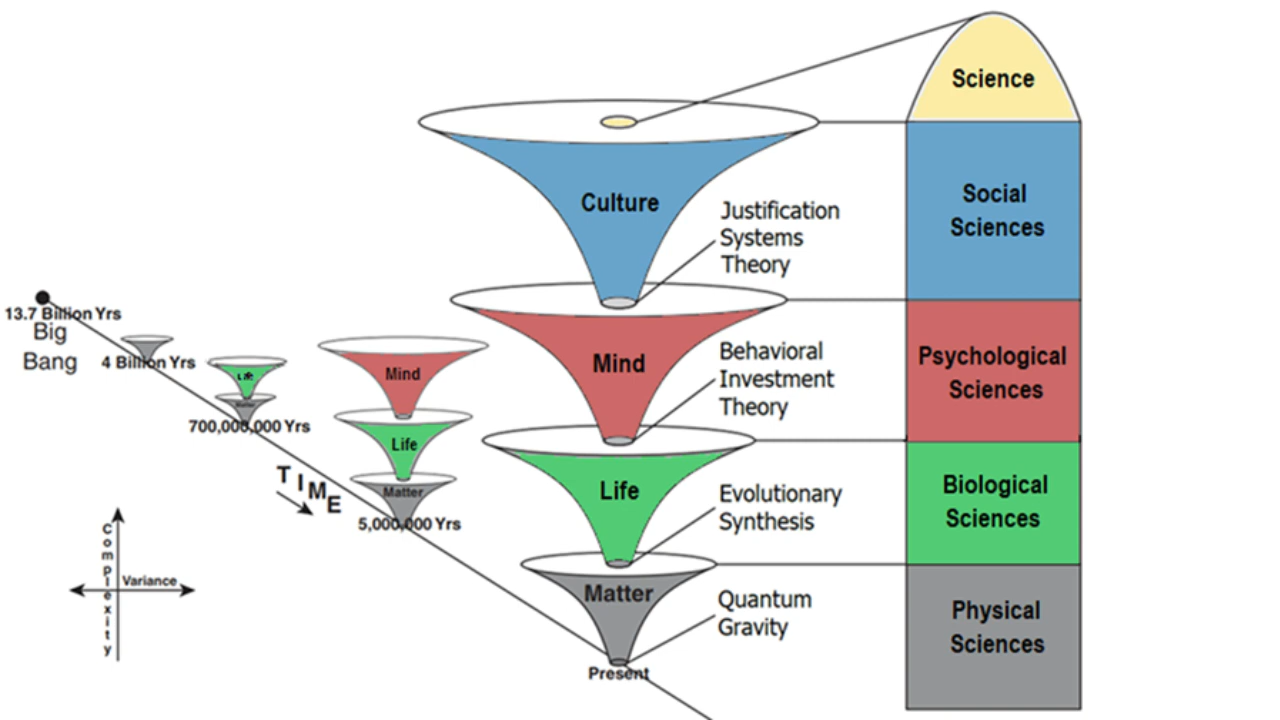 Science
Culture
Social
Sciences
Justification
Systems
Theory
13.7 Billion Yrs
Big
Bang
4 Billion Yrs
Life
Matter
700,000,000 Yrs
Mind
Life
Matter
5,000,000 Yrs
TIME
Mind
Behavioral
Investment
Theory
Psychological
Sciences
Life
Evolutionary
Synthesis
Biological
Sciences
Matter
Quantum
Gravity
Present
Physical
Sciences
Complexity
Variance